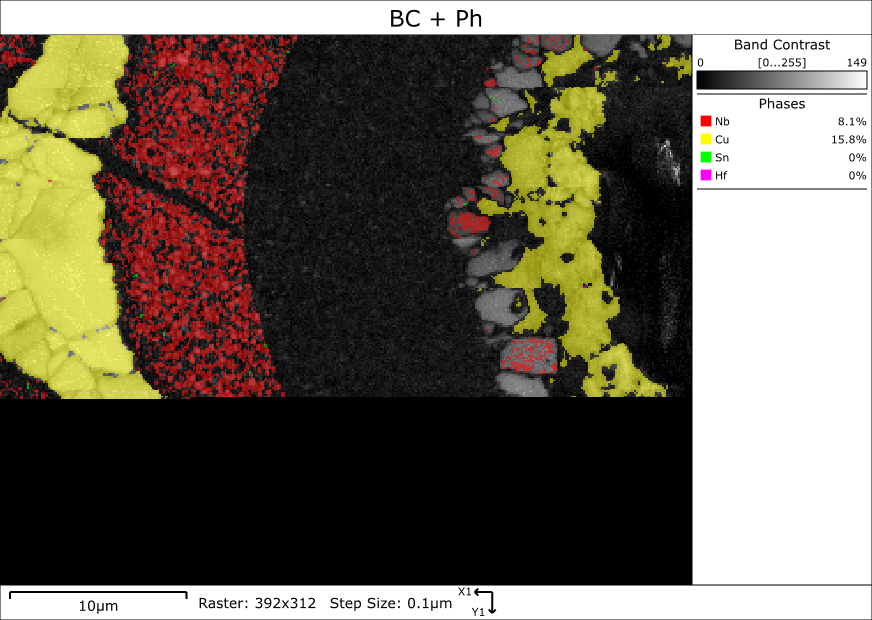 BC + Ph
Band Contrast
0 [0...255] 149
Phases
Nb 8.1%
Cu 15.8%
Sn 0%
Hf 0%
10µm
Raster: 392x312 Step Size: 0.1µm
X1
Y1